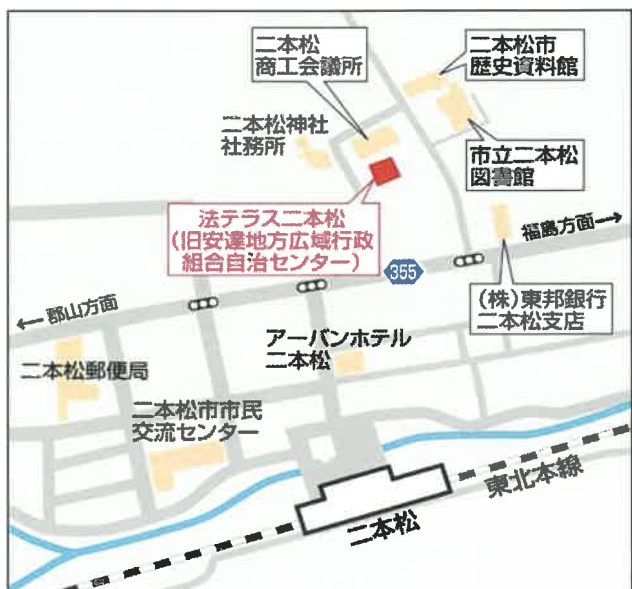 二本松
商工会議所
二本松市
歴史資料館
二本松神社
社務所
市立二本松
図書館
法テラス二本松
(旧安達地方広域行政
組合自治センター)
福島方面→
355
(株)東邦銀行
二本松支店
←郡山方面
アーバンホテル
二本松
二本松郵便局
二本松市市民
交流センター
東北本線
二本松